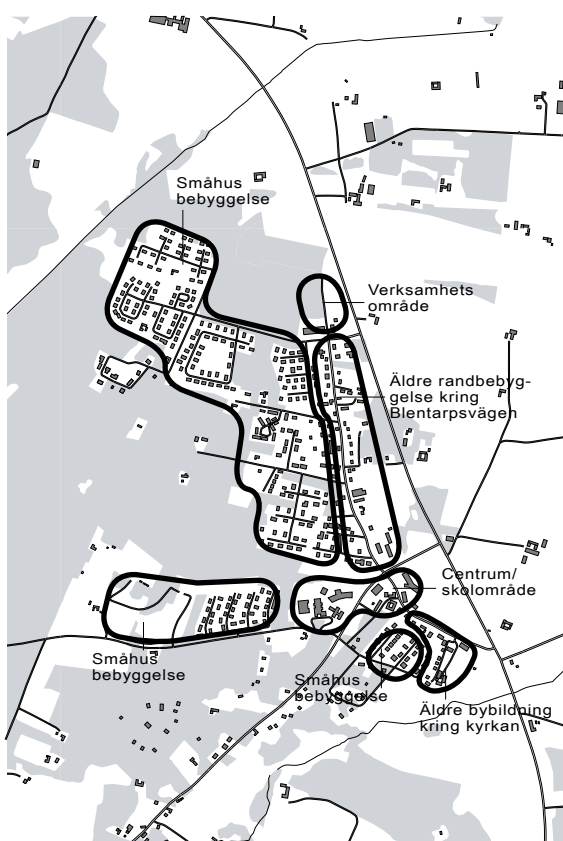 Småhus
bebyggelse
Verksamhets
område
Äldre randbebyg-
gelse kring
Blentarpsvägen
Centrum/
skolområde
Småhus
bebyggelse
Småhus
bebyggelse
Äldre bybildning
kring kyrkan